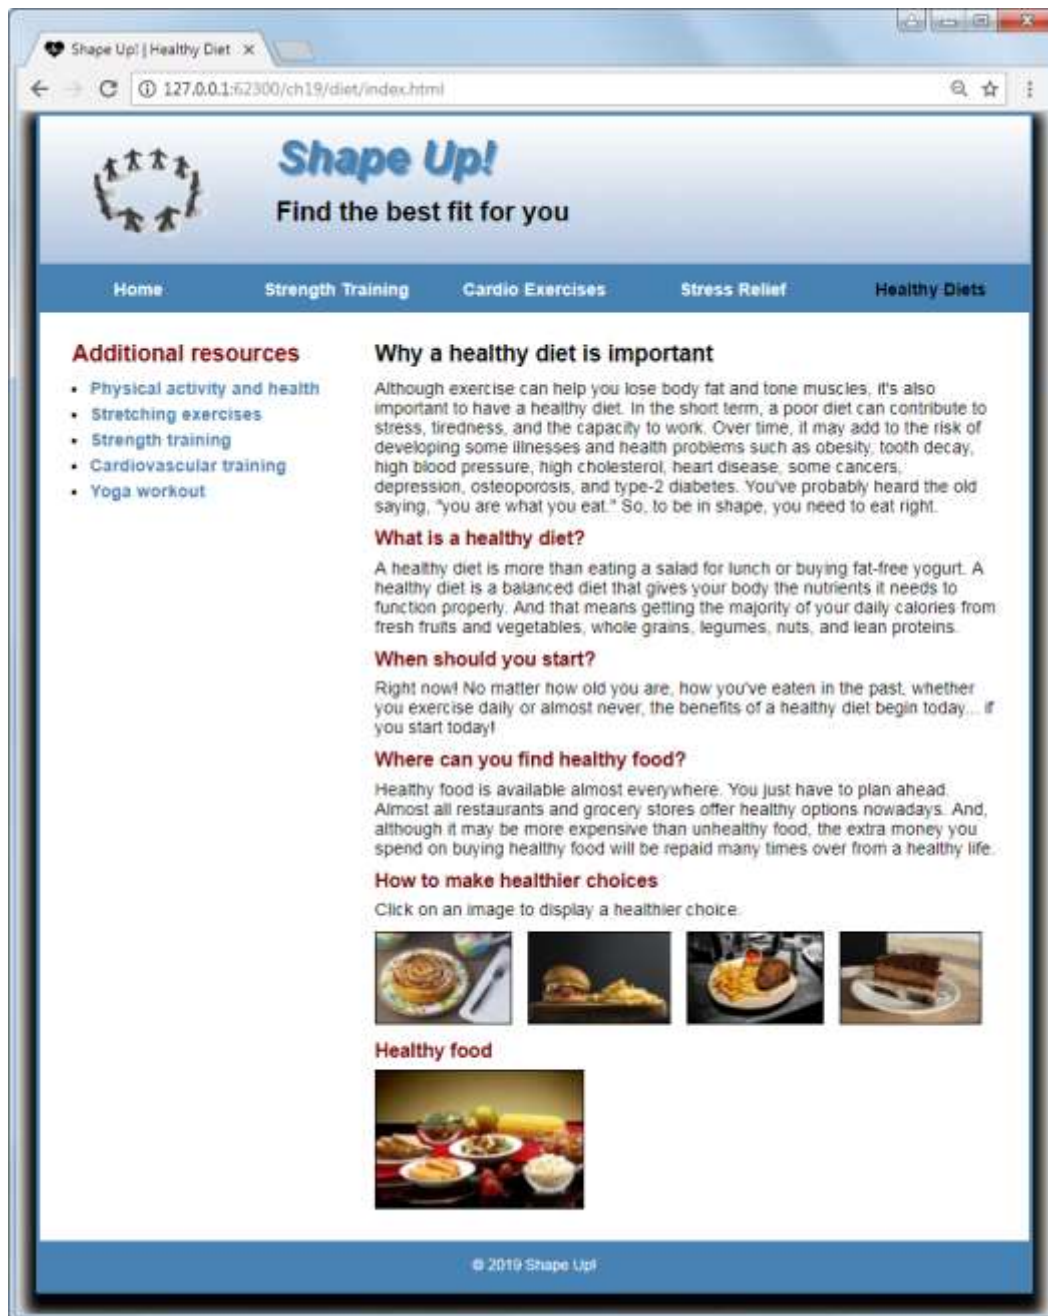 Shape Up! | Healthy Diet
127.0.0.1:62300/ch19/diet/index.html
Shape Up!
Find the best fit for you
Home Strength Training Cardio Exercises Stress Relief Healthy Diets
Additional resources
Physical activity and health
Stretching exercises
Strength training
Cardiovascular training
Yoga workout
Why a healthy diet is important
Although exercise can help you lose body fat and tone muscles, it's also
important to have a healthy diet. In the short term, a poor diet can contribute to
stress, tiredness, and the capacity to work. Over time, it may add to the risk of
developing some illnesses and health problems such as obesity, tooth decay,
high blood pressure, high cholesterol, heart disease, some cancers,
depression, osteoporosis, and type-2 diabetes. You've probably heard the old
saying, "you are what you eat." So, to be in shape, you need to eat right.
What is a healthy diet?
A healthy diet is more than eating a salad for lunch or buying fat-free yogurt. A
healthy diet is a balanced diet that gives your body the nutrients it needs to
function properly. And that means getting the majority of your daily calories from
fresh fruits and vegetables, whole grains, legumes, nuts, and lean proteins.
When should you start?
Right now! No matter how old you are, how you've eaten in the past, whether
you exercise daily or almost never, the benefits of a healthy diet begin today... if
you start today!
Where can you find healthy food?
Healthy food is available almost everywhere. You just have to plan ahead.
Almost all restaurants and grocery stores offer healthy options nowadays. And,
although it may be more expensive than unhealthy food, the extra money you
spend on buying healthy food will be repaid many times over from a healthy life.
How to make healthier choices
Click on an image to display a healthier choice.
Healthy food
© 2019 Shape Up!